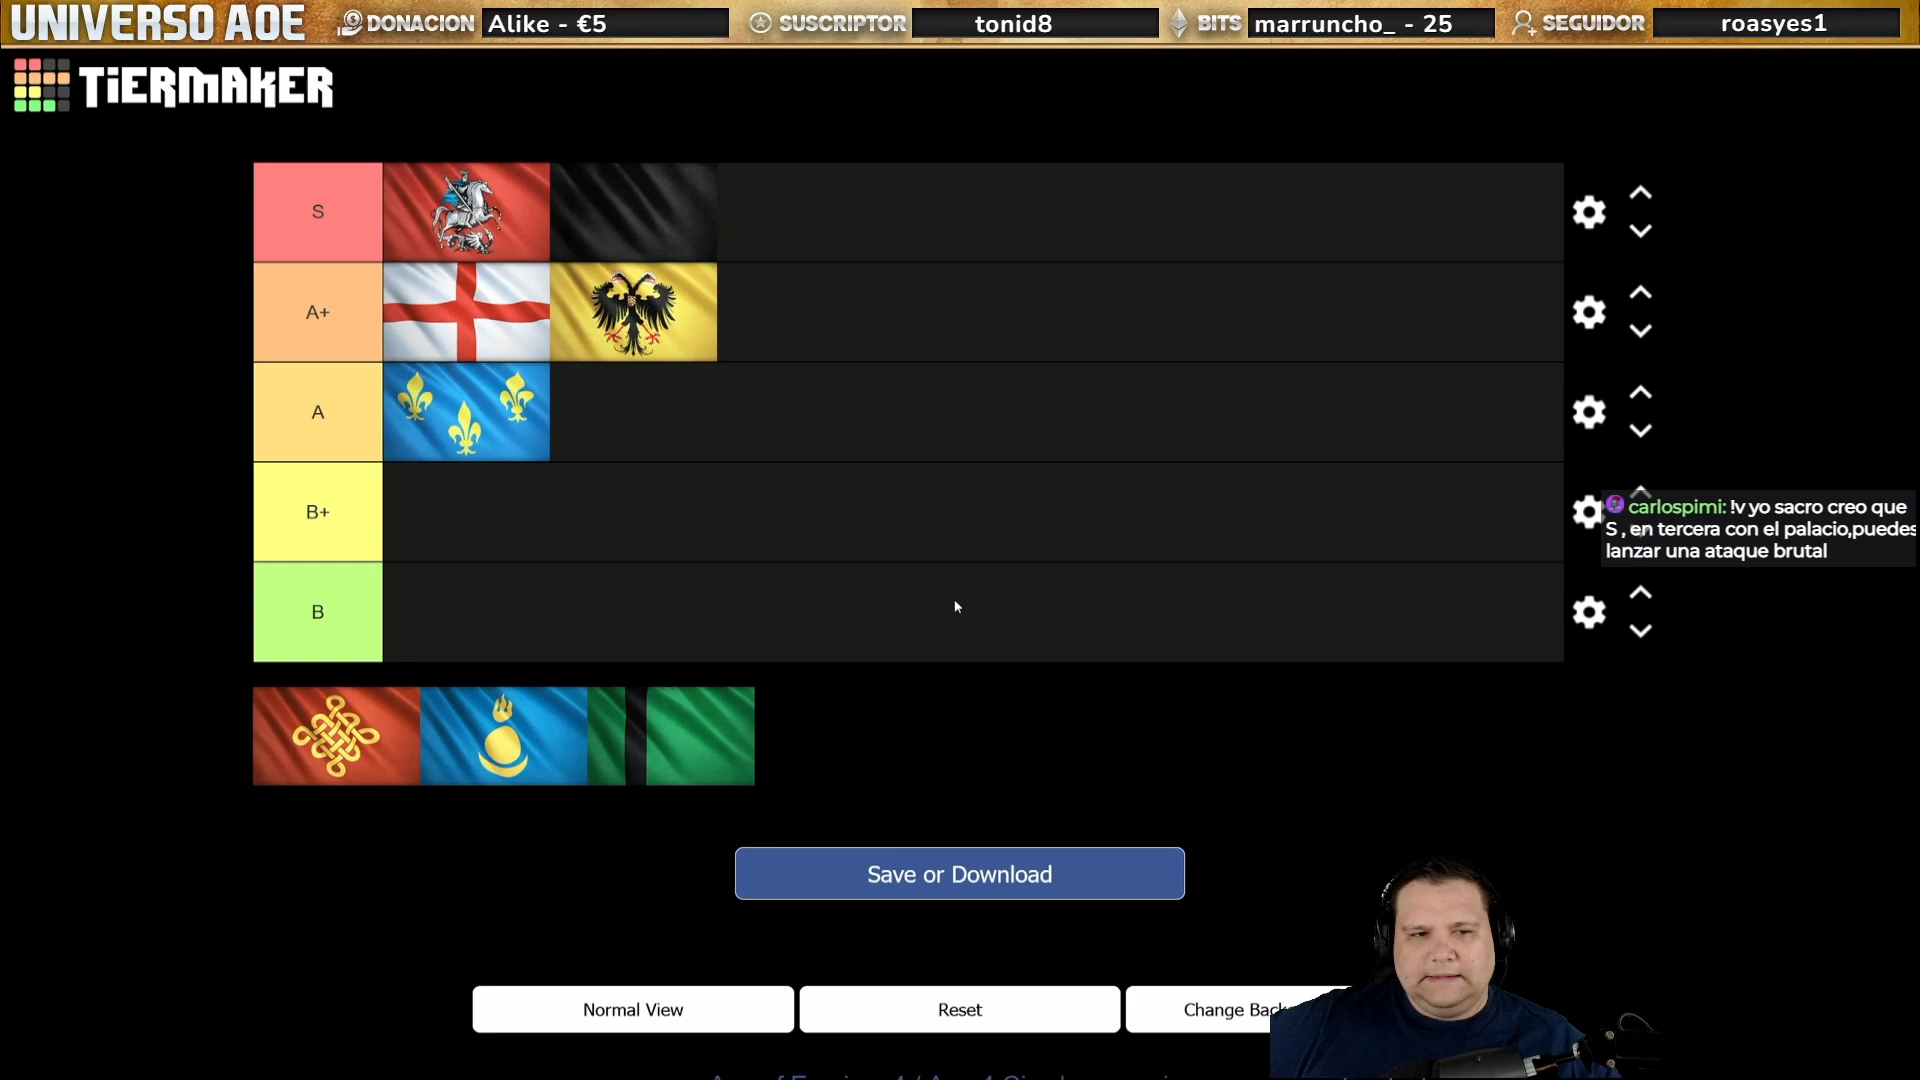 UNIVERSO AOE
DONACION Alike - €5
SUSCRIPTOR tonid8
BITS marruncho_ - 25
SEGUIDOR roasyes1
TiERMAKER
S
A+
A
B+
B
carlospimi: !v yo sacro creo que
S , en tercera con el palacio,puedes
lanzar una ataque brutal
Save or Download
Normal View
Reset
Change